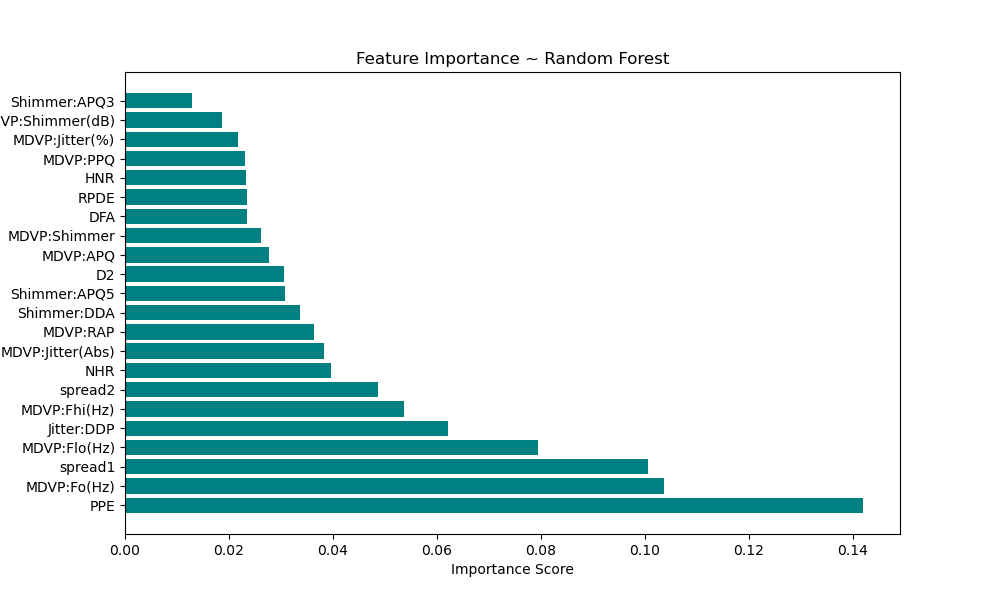 Feature Importance ~ Random Forest
Shimmer:APQ3
VP:Shimmer(dB)
MDVP:Jitter(%)
MDVP:PPQ
HNR
RPDE
DFA
MDVP:Shimmer
MDVP:APQ
D2
Shimmer:APQ5
Shimmer:DDA
MDVP:RAP
MDVP:Jitter(Abs)
NHR
spread2
MDVP:Fhi(Hz)
Jitter:DDP
MDVP:Flo(Hz)
spread1
MDVP:Fo(Hz)
PPE
0.00 0.02 0.04 0.06 0.08 0.10 0.12 0.14
Importance Score